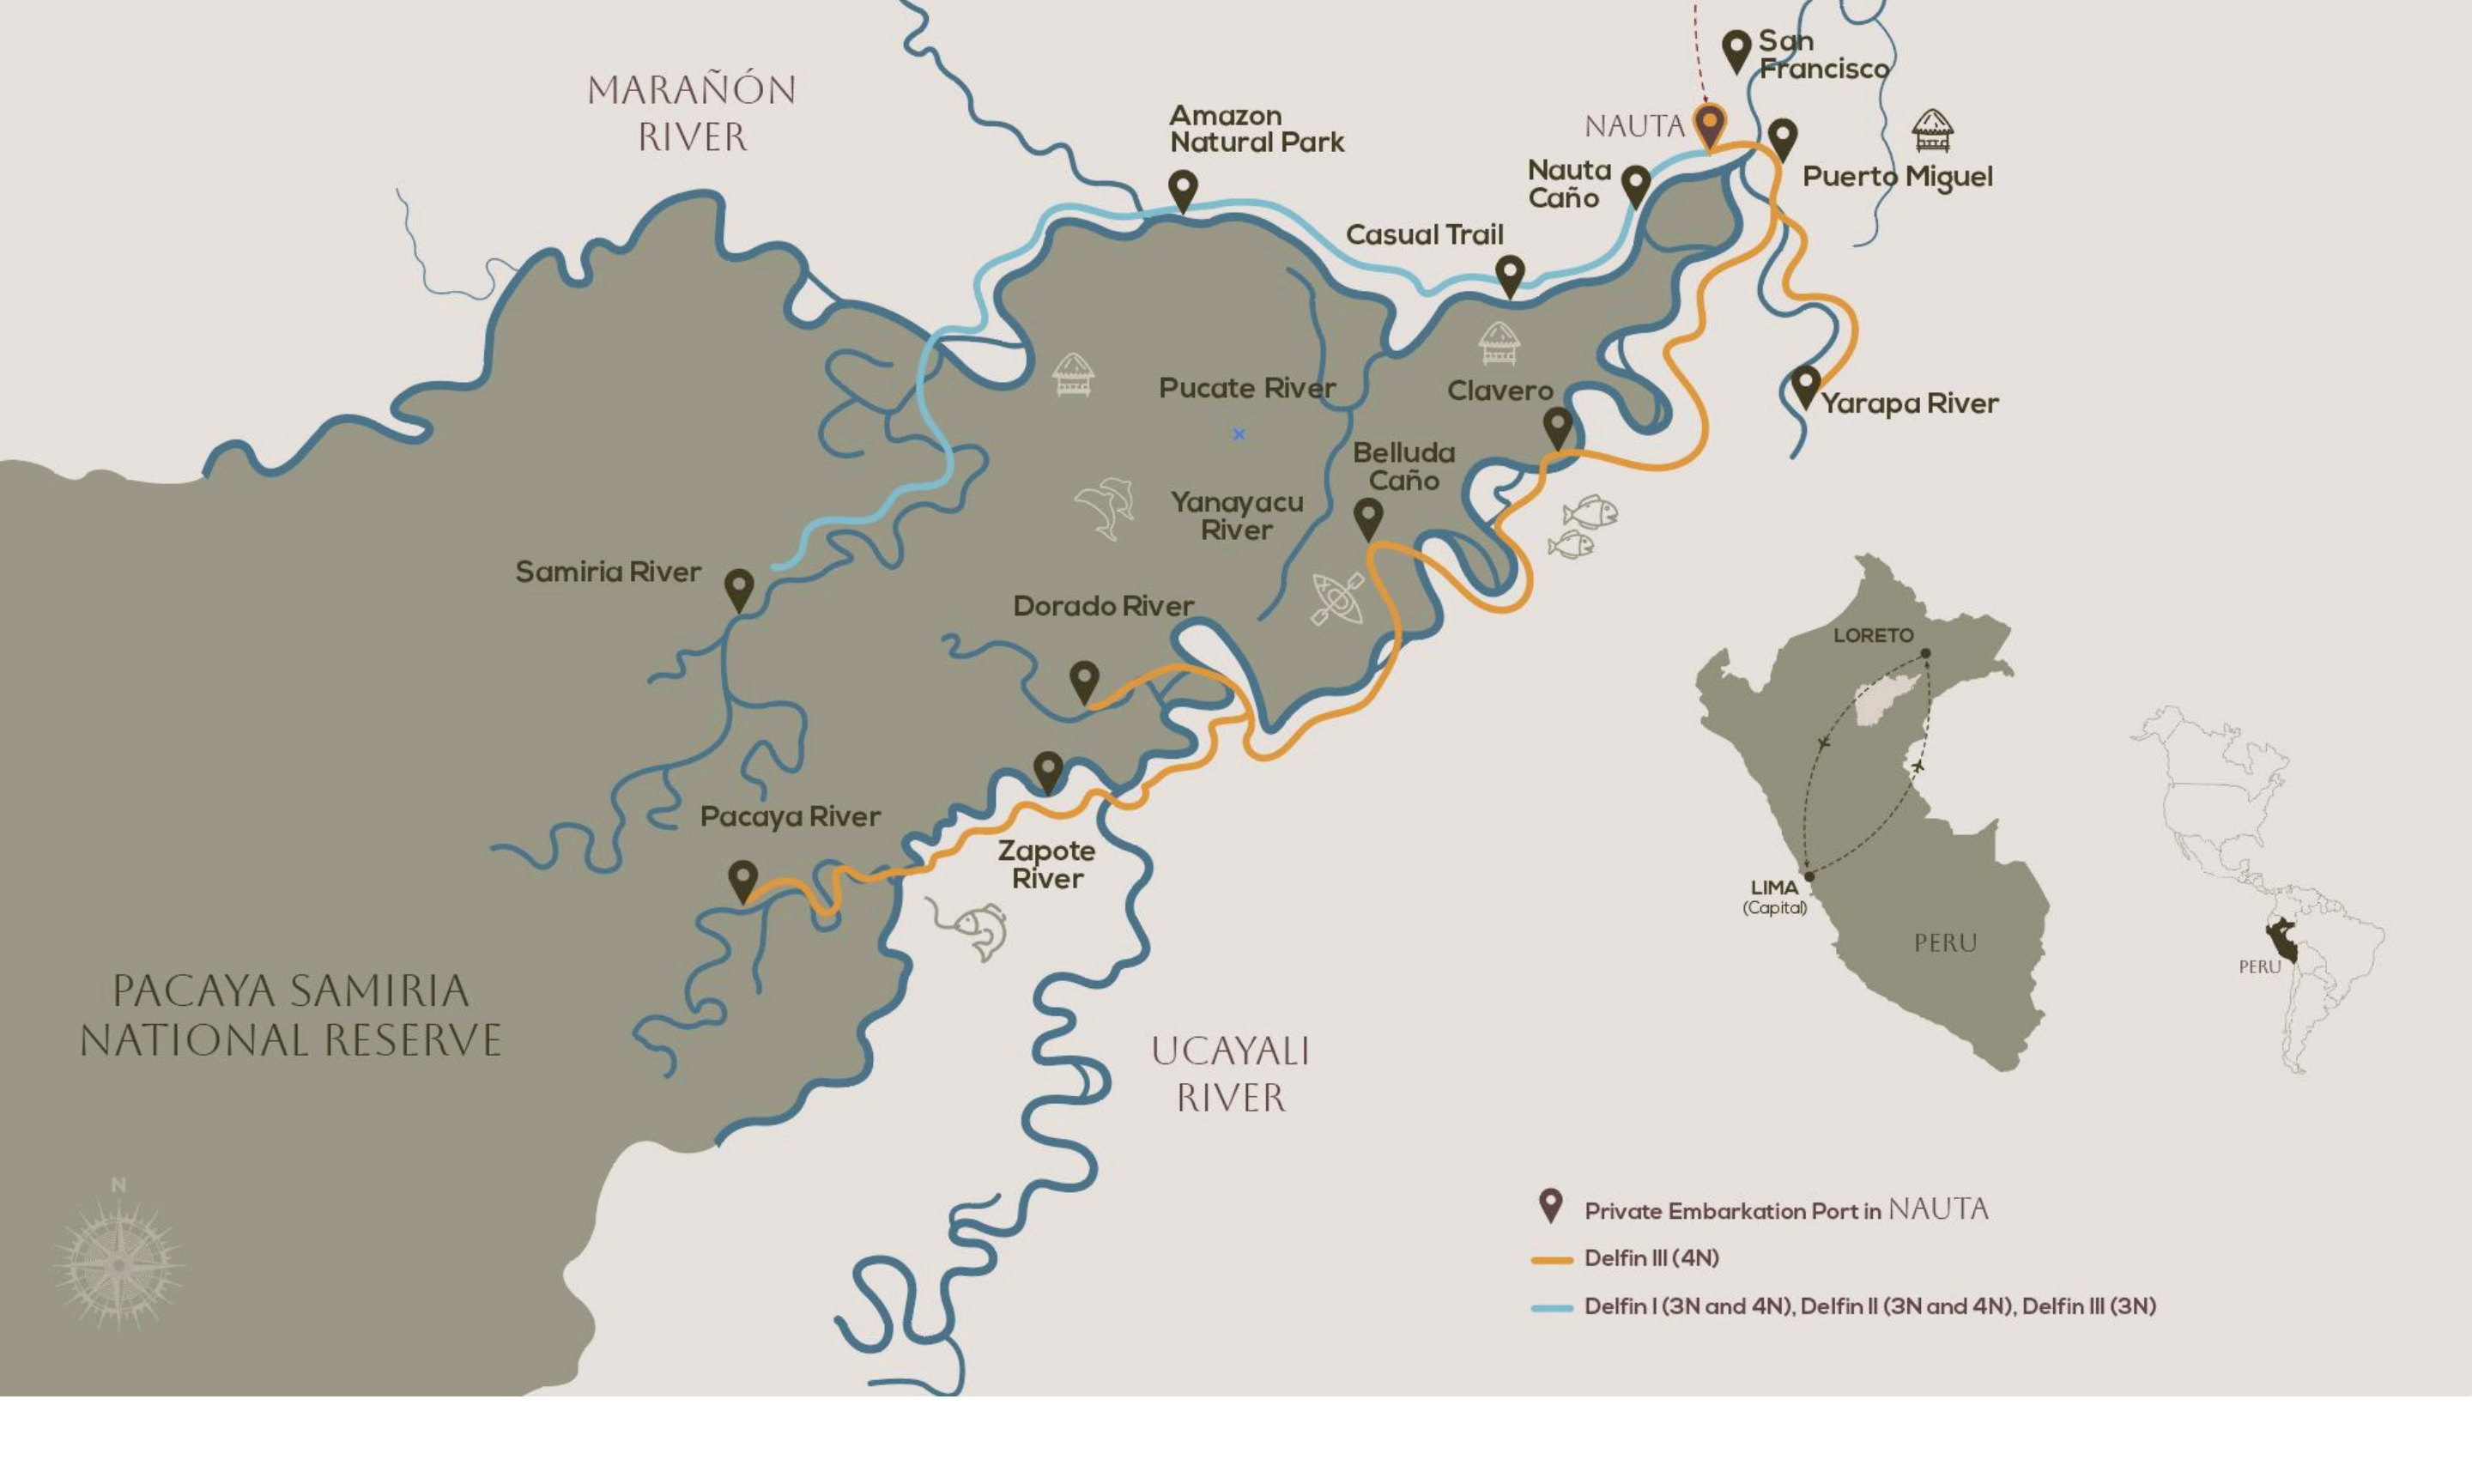 San
Francisco
MARAÑÓN
RIVER
Amazon
Natural Park
NAUTA
Nauta
Caño
Puerto Miguel
Casual Trail
Pucate River
Clavero
Yarapa River
Belluda
Caño
Yanayacu
River
Samiria River
Dorado River
LORETO
Pacaya River
Zapote
River
LIMA
(Capital)
PERU
PERU
PACAYA SAMIRIA
NATIONAL RESERVE
UCAYALI
RIVER
N
Private Embarkation Port in NAUTA
Delfin III (4N)
Delfin I (3N and 4N), Delfin II (3N and 4N), Delfin III (3N)